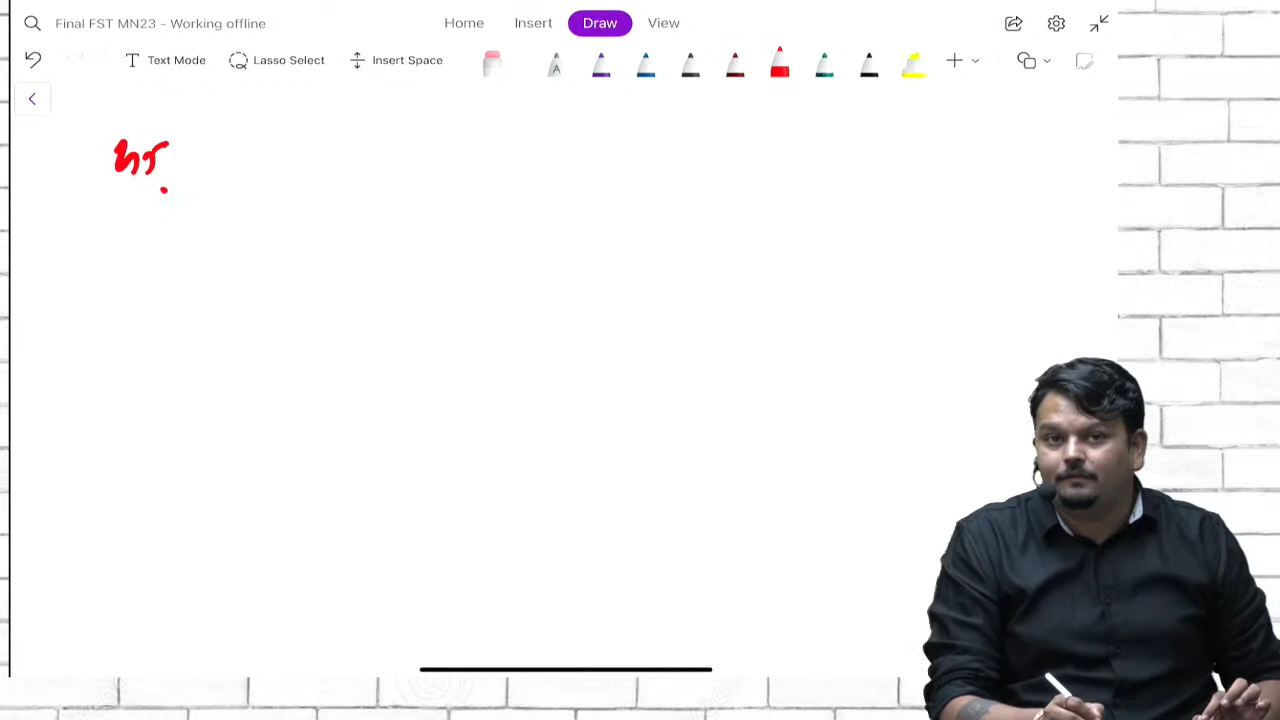 Final FST MN23 - Working offline
Home Insert Draw View
Text Mode Lasso Select Insert Space
A